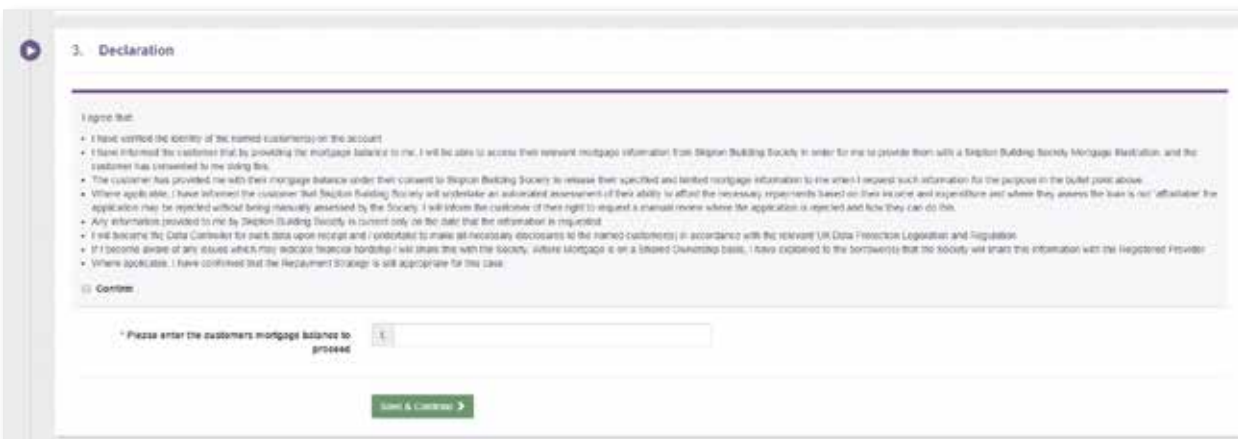 3. Declaration
I agree that:
• I have verified the identity of the named customer(s) on the account
• I have informed the customer that by providing the mortgage balance to me, I will be able to access their relevant mortgage information from Skipton Building Society in order for me to provide them with a Skipton Building Society Mortgage Illustration, and the
customer has consented to me doing this.
• The customer has provided me with their mortgage balance under their consent to Skipton Building Society to release their specified and limited mortgage information to me when I request such information for the purpose in the bullet point above.
• Where applicable, I have informed the customer that Skipton Building Society will undertake an automated assessment of their ability to afford the necessary repayments based on their income and expenditure and where they assess the loan is not 'affordable' the
application may be rejected without being manually assessed by the Society. I will inform the customer of their right to request a manual review where the application is rejected and how they can do this.
• Any information provided to me by Skipton Building Society is current only on the date that the information is requested
• I will become the Data Controller for such data upon receipt and I undertake to make all necessary disclosures to the named customer(s) in accordance with the relevant UK Data Protection Legislation and Regulation
• If I become aware of any issues which may indicate financial hardship I will share this with the Society. Where Mortgage is on a Shared Ownership basis, I have explained to the borrower(s) that the Society will share this information with the Registered Provider
• Where applicable, I have confirmed that the Repayment Strategy is still appropriate for this case.
Confirm
* Please enter the customers mortgage balance to
proceed
£
Save & Continue